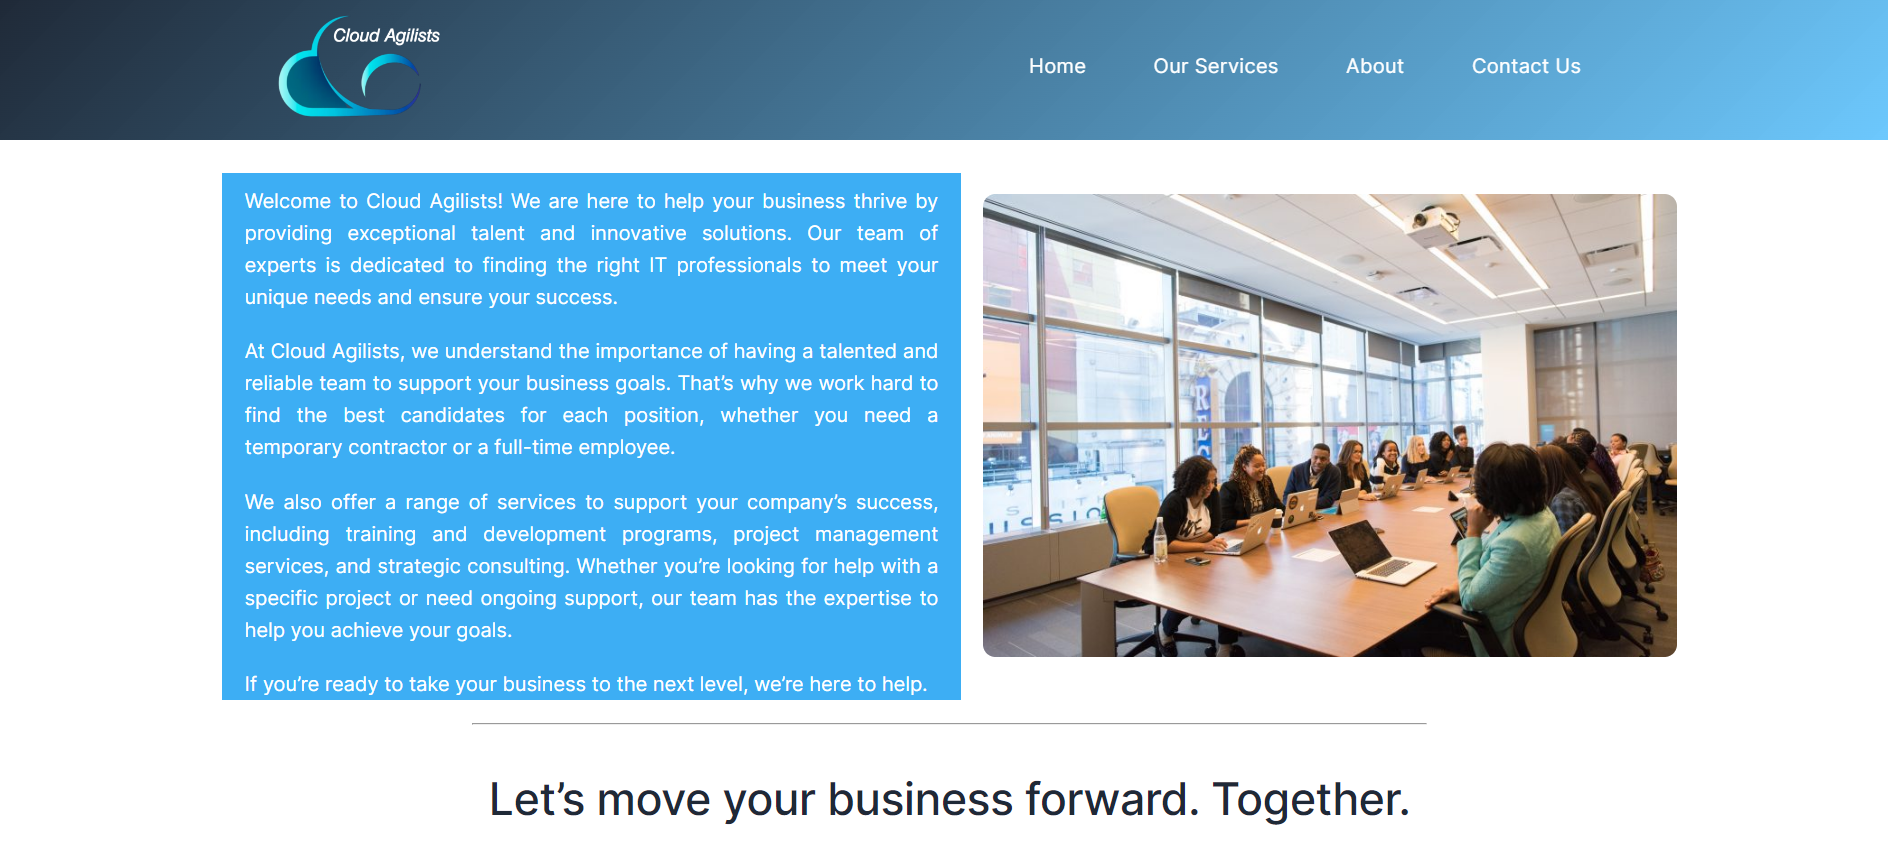 Cloud Agilists
Home
Our Services
About
Contact Us
Welcome to Cloud Agilists! We are here to help your business thrive by
providing exceptional talent and innovative solutions. Our team of
experts is dedicated to finding the right IT professionals to meet your
unique needs and ensure your success.
At Cloud Agilists, we understand the importance of having a talented and
reliable team to support your business goals. That’s why we work hard to
find the best candidates for each position, whether you need a
temporary contractor or a full-time employee.
We also offer a range of services to support your company’s success,
including training and development programs, project management
services, and strategic consulting. Whether you’re looking for help with a
specific project or need ongoing support, our team has the expertise to
help you achieve your goals.
If you’re ready to take your business to the next level, we’re here to help.
Let’s move your business forward. Together.